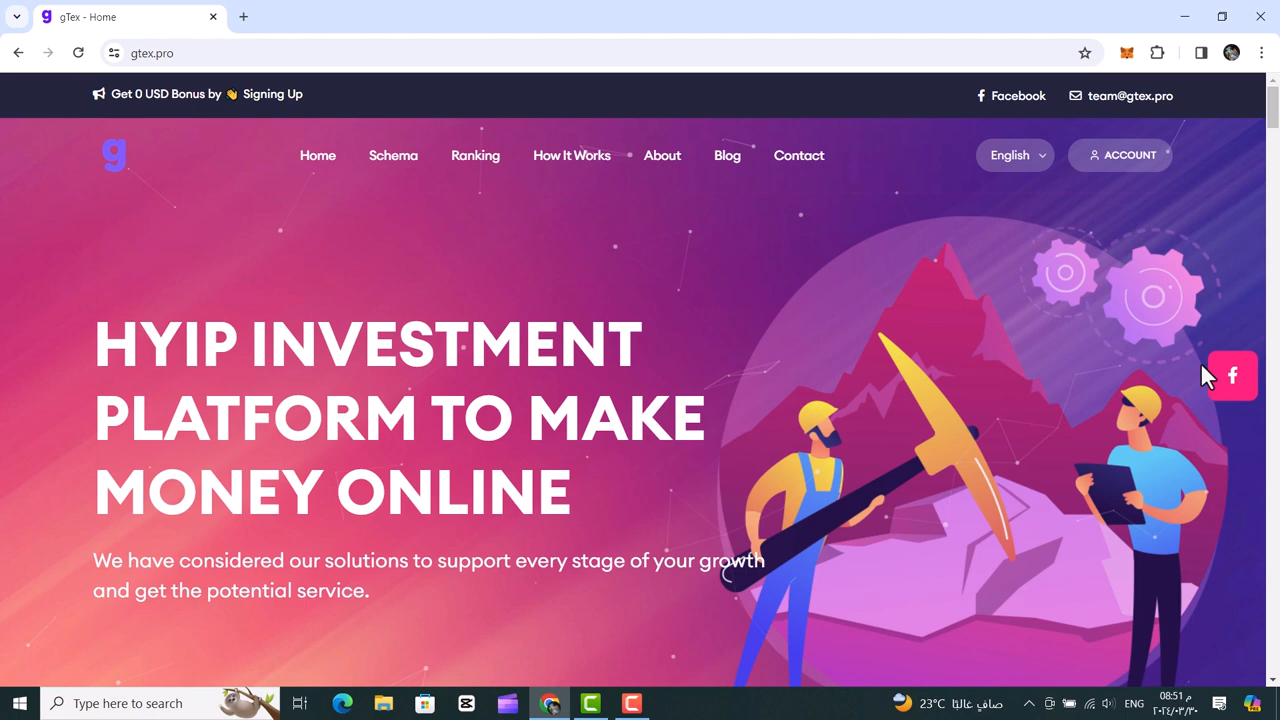 gTex - Home
gtex.pro
Get 0 USD Bonus by 👋 Signing Up
Facebook
team@gtex.pro
g
Home
Schema
Ranking
How It Works
About
Blog
Contact
English
ACCOUNT
HYIP INVESTMENT
PLATFORM TO MAKE
MONEY ONLINE
We have considered our solutions to support every stage of your growth
and get the potential service.
Type here to search
23°C صافٍ غالبًا
ENG
08:51 م
٢٠٢٤/٠٣/٣٠